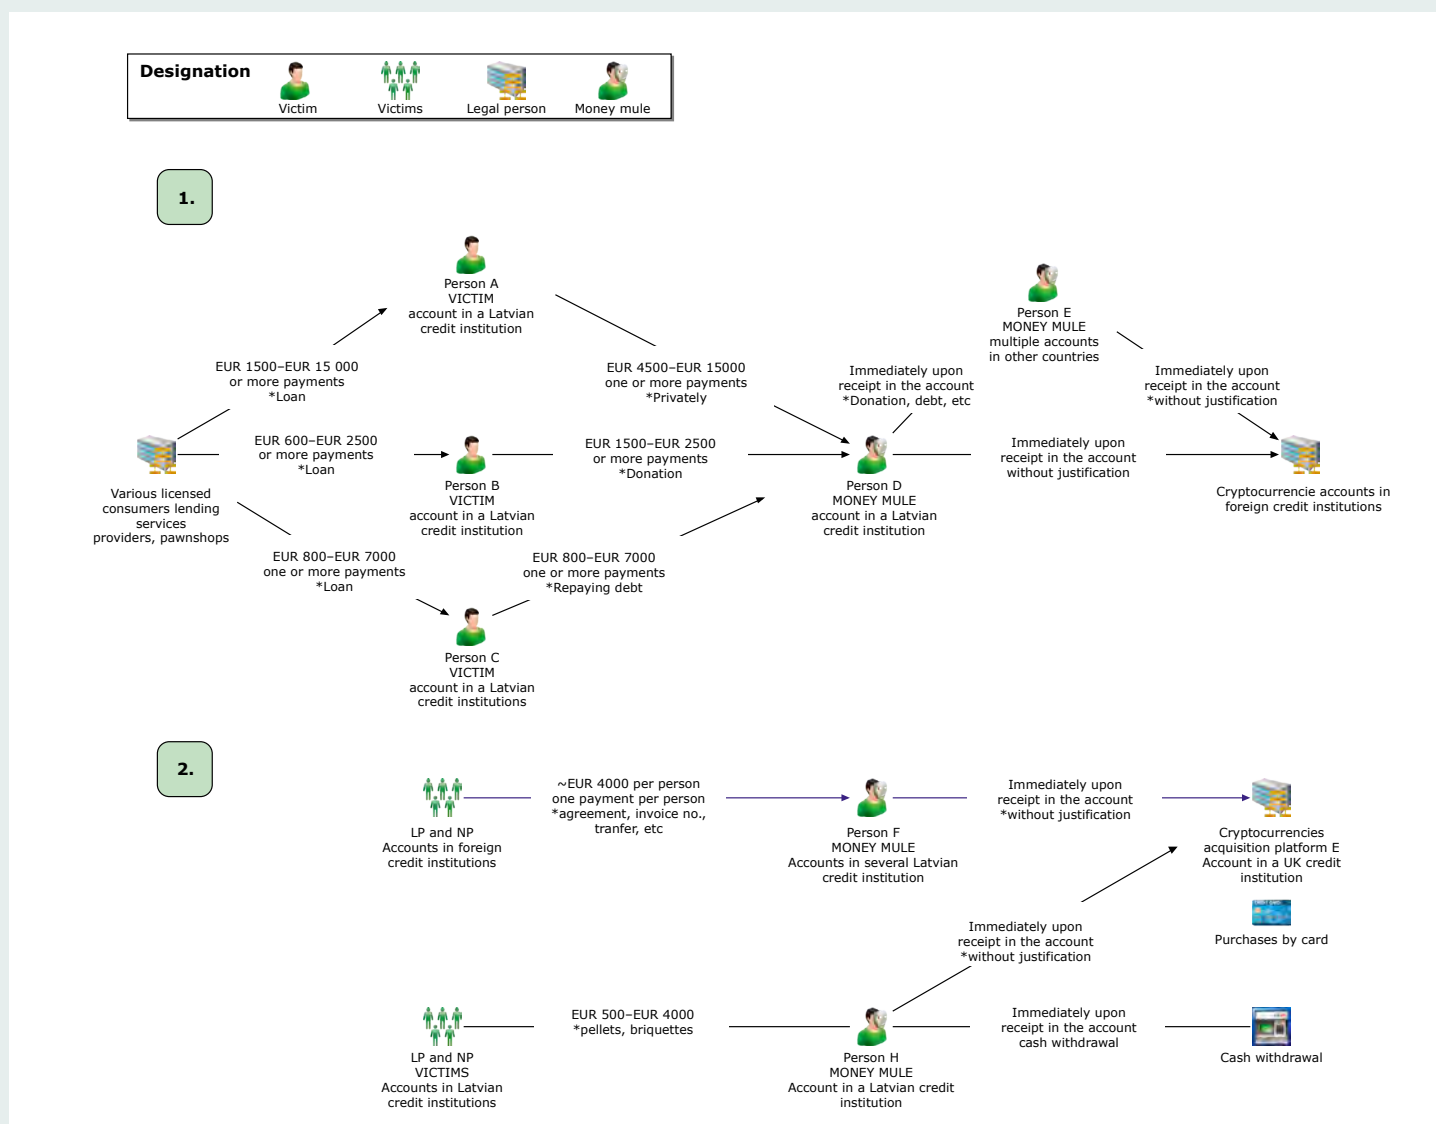 Designation
Victim
Victims
Legal person
Money mule
1.
Person A
VICTIM
account in a Latvian
credit institution
Person E
MONEY MULE
multiple accounts
in other countries
EUR 1500–EUR 15 000
or more payments
*Loan
EUR 4500–EUR 15000
one or more payments
*Privately
Immediately upon
receipt in the account
*Donation, debt, etc
Immediately upon
receipt in the account
*without justification
EUR 600–EUR 2500
or more payments
*Loan
EUR 1500–EUR 2500
or more payments
*Donation
Immediately upon
receipt in the account
without justification
Various licensed
consumers lending
services
providers, pawnshops
Person B
VICTIM
account in a Latvian
credit institution
Person D
MONEY MULE
account in a Latvian
credit institution
Cryptocurrencie accounts in
foreign credit institutions
EUR 800–EUR 7000
one or more payments
*Loan
EUR 800–EUR 7000
one or more payments
*Repaying debt
Person C
VICTIM
account in a Latvian
credit institutions
2.
~EUR 4000 per person
one payment per person
*agreement, invoice no.,
tranfer, etc
Immediately upon
receipt in the account
*without justification
LP and NP
Accounts in foreign
credit institutions
Person F
MONEY MULE
Accounts in several Latvian
credit institution
Cryptocurrencies
acquisition platform E
Account in a UK credit
institution
Purchases by card
Immediately upon
receipt in the account
*without justification
EUR 500–EUR 4000
*pellets, briquettes
Immediately upon
receipt in the account
cash withdrawal
LP and NP
VICTIMS
Accounts in Latvian
credit institutions
Person H
MONEY MULE
Account in a Latvian credit
institution
Cash withdrawal